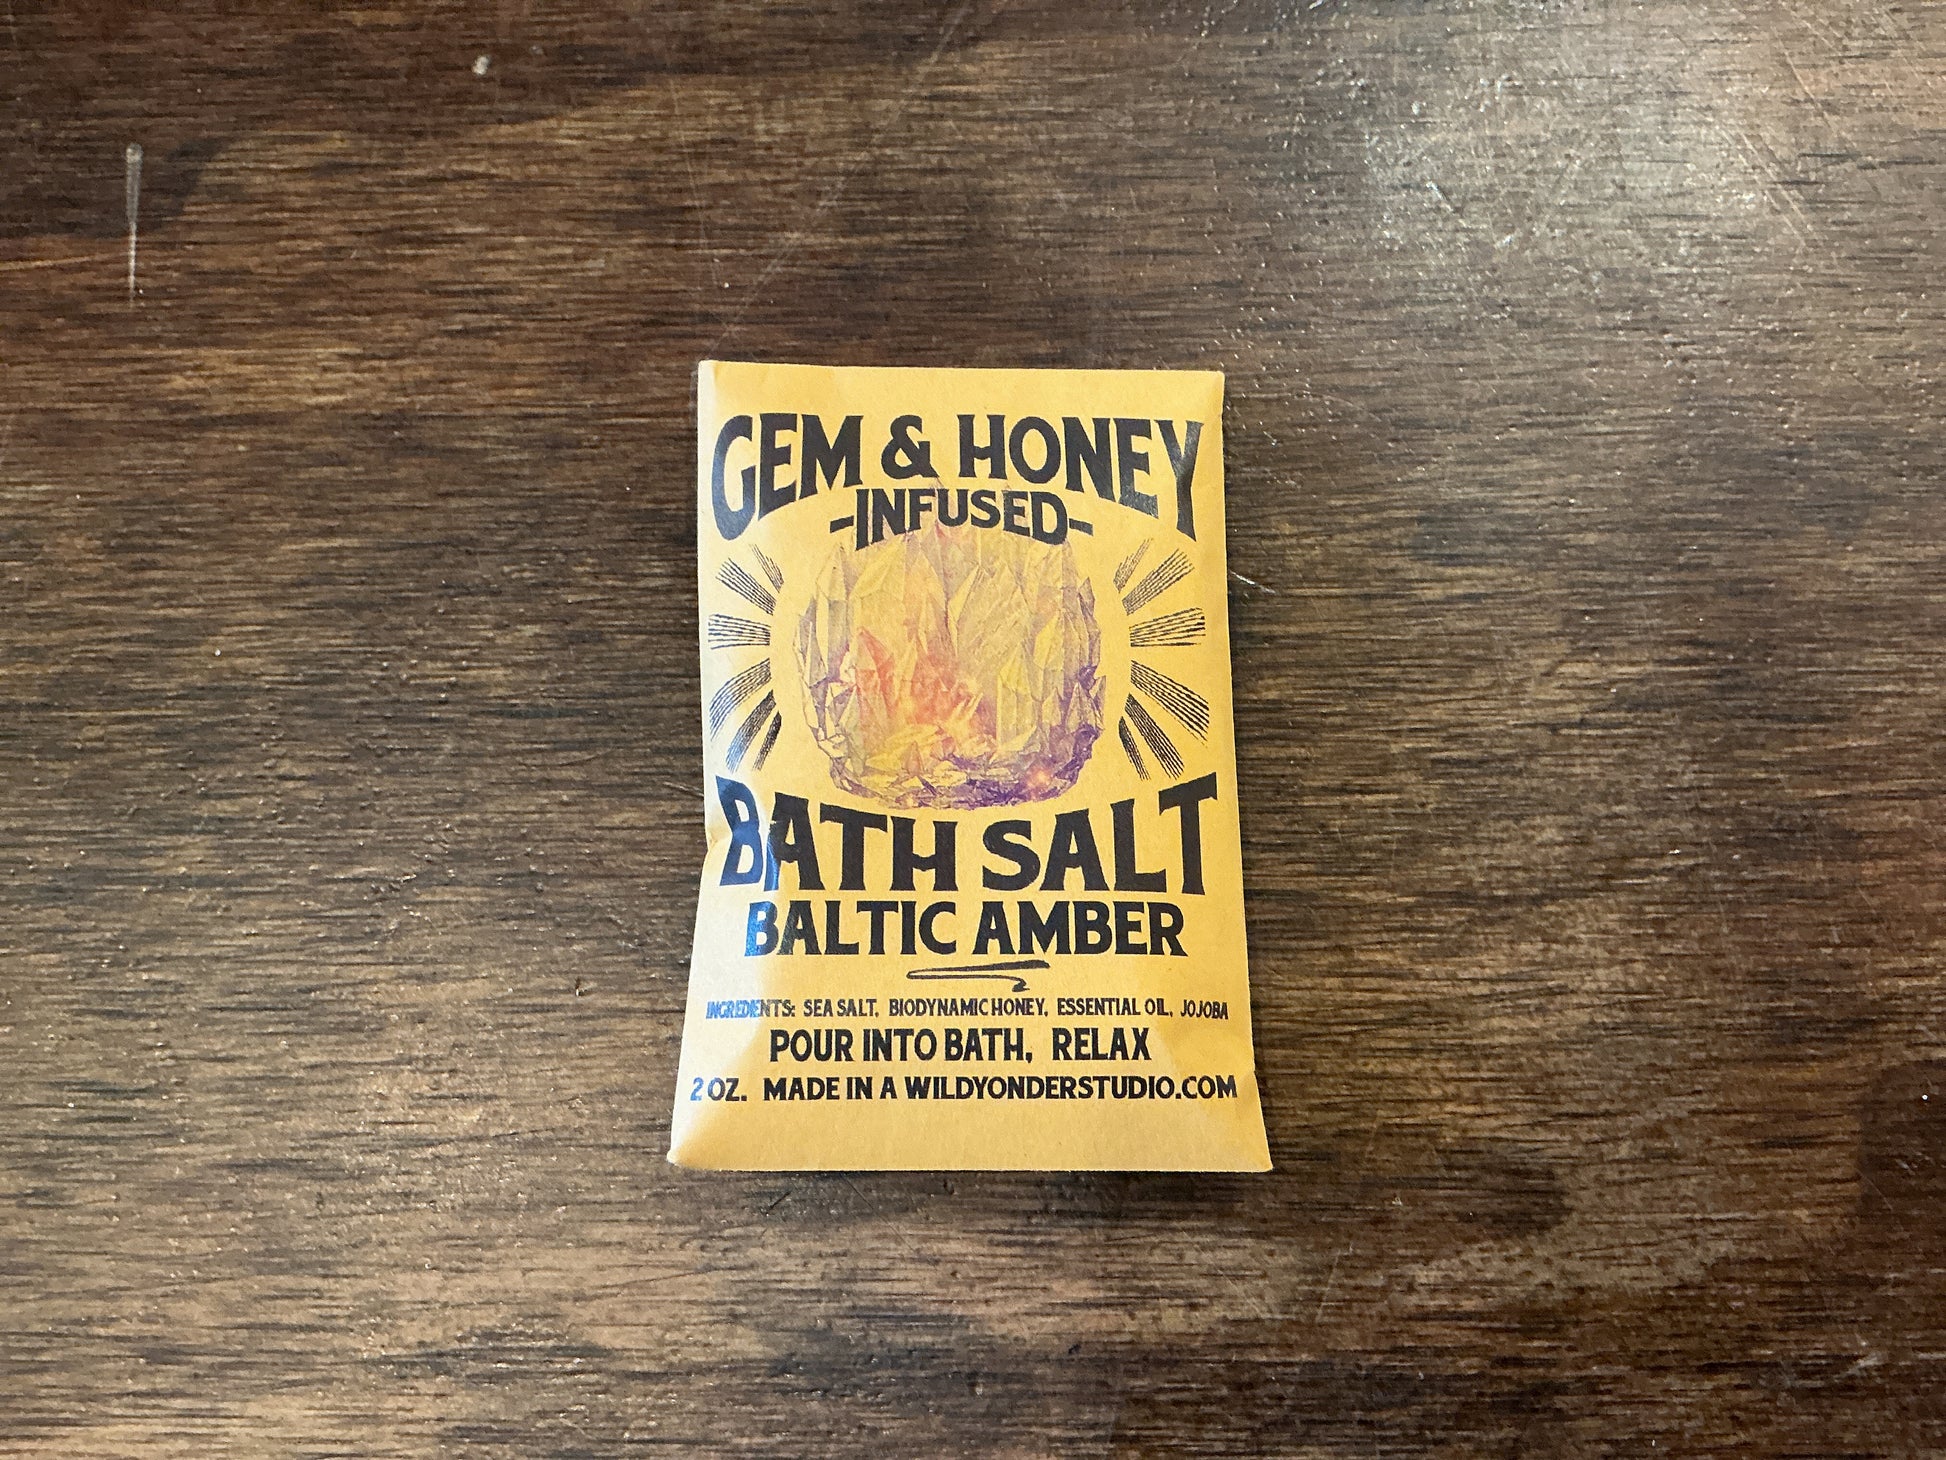 GEM & HONEY
-INFUSED-
BATH SALT
BALTIC AMBER
INGREDIENTS: SEA SALT, BIODYNAMIC HONEY, ESSENTIAL OIL, JOJOBA
POUR INTO BATH, RELAX
2 OZ. MADE IN A WILDYONDERSTUDIO.COM